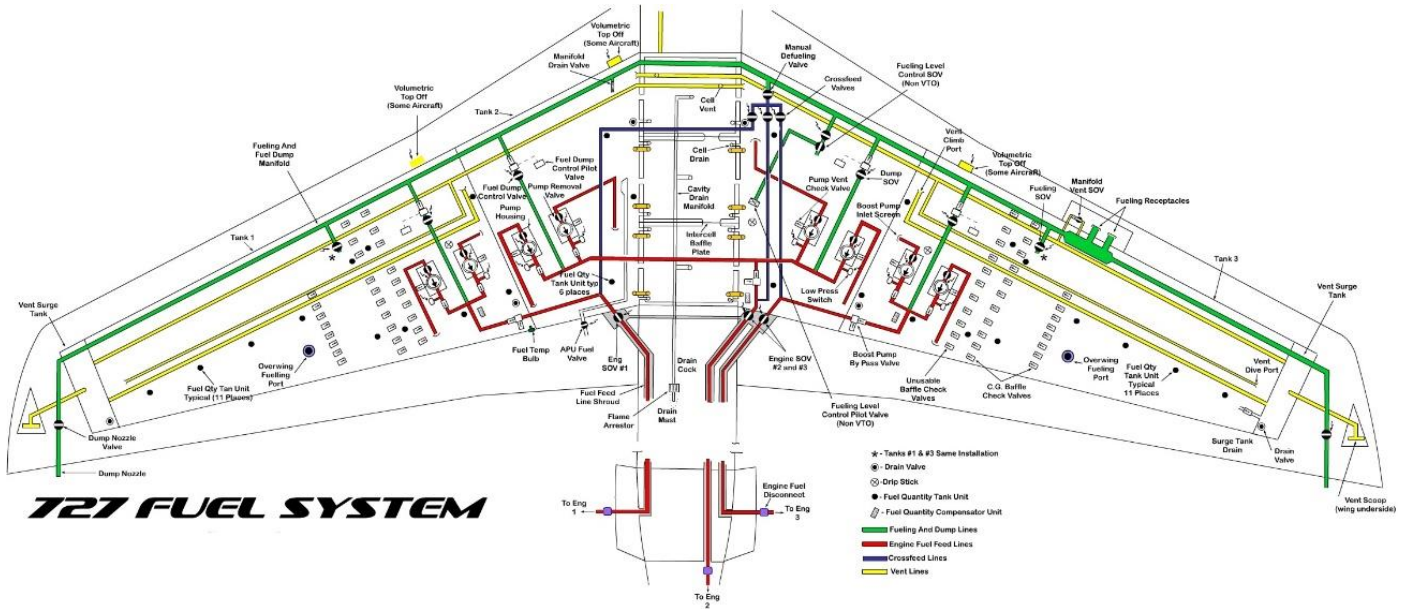 Volumetric
Top Off
(Some Aircraft)
Manifold
Drain Valve
Manual
Defueling
Valve
Fueling Level
Control SOV
(Non VTO)
Crossfeed
Valves
Volumetric
Top Off
(Some Aircraft)
Cell
Vent
Tank 2
Vent
Climb
Port
Fueling And
Fuel Dump
Manifold
Cell
Drain
Volumetric
Top Off
(Some Aircraft)
Fuel Dump
Control Pilot
Valve
Dump
SOV
Manifold
Vent SOV
Pump Vent
Check Valve
Fueling
SOV
Fueling Receptacles
Fuel Dump
Control Valve
Pump Removal
Valve
Cavity
Drain
Manifold
Pump
Housing
Boost Pump
Inlet Screen
Tank 1
Intercell
Baffle
Plate
Tank 3
Fuel Qty
Tank Unit typ
6 places
Low Press
Switch
Vent Surge
Tank
Vent Surge
Tank
Fuel Temp
Bulb
APU Fuel
Valve
Eng
SOV #1
Drain
Cock
Engine SOV
#2 and #3
Boost Pump
By Pass Valve
Overwing
Fuelling
Port
Overwing
Fueling
Port
Vent
Dive Port
Unusable
Baffle Check
Valves
C.G. Baffle
Check Valves
Fuel Qty
Tank Unit
Typical
11 Places
Fuel Qty Tan Unit
Typical (11 Places)
Fuel Feed
Line Shroud
Flame
Arrestor
Drain
Must
Fueling Level
Control Pilot Valve
(Non VTO)
Dump Nozzle
Valve
Surge Tank
Drain
Drain
Valve
Dump Nozzle
Vent Scoop
(wing underside)
* - Tanks #1 & #3 Same Installation
- Drain Valve
- Drip Stick
- Fuel Quantity Tank Unit
- Fuel Quantity Compensator Unit
Fueling And Dump Lines
Engine Fuel Feed Lines
Crossfeed Lines
Vent Lines
727 FUEL SYSTEM
To Eng
1
Engine Fuel
Disconnect
To Eng
3
To Eng
2